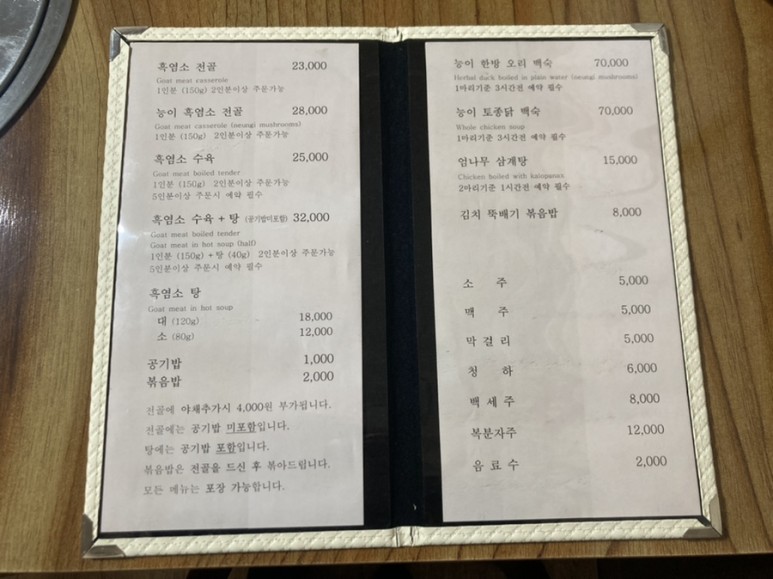 흑염소 전골 23,000
Goat meat casserole
1인분 (150g) 2인분이상 주문가능
능이 흑염소 전골 28,000
Goat meat casserole (neungi mushrooms)
1인분 (150g) 2인분이상 주문가능
흑염소 수육 25,000
Goat meat boiled tender
1인분 (150g) 2인분이상 주문가능
5인분이상 주문시 예약 필수
흑염소 수육 + 탕 (공기밥미포함) 32,000
Goat meat boiled tender
Goat meat in hot soup (half)
1인분 (150g) + 탕 (40g) 2인분이상 주문가능
5인분이상 주문시 예약 필수
흑염소 탕
Goat meat in hot soup
대 (120g) 18,000
소 (80g) 12,000
공기밥 1,000
볶음밥 2,000
전골에 야채추가시 4,000원 부가됩니다.
전골에는 공기밥 미포함입니다.
탕에는 공기밥 포함입니다.
볶음밥은 전골을 드신 후 볶아드립니다.
모든 메뉴는 포장 가능합니다.
능이 한방 오리 백숙 70,000
Herbal duck boiled in plain water (neungi mushrooms)
1마리기준 3시간전 예약 필수
능이 토종닭 백숙 70,000
Whole chicken soup
1마리기준 3시간전 예약 필수
엄나무 삼계탕 15,000
Chicken boiled with kalopanax
2마리기준 1시간전 예약 필수
김치 뚝배기 볶음밥 8,000
소 주 5,000
맥 주 5,000
막 걸 리 5,000
청 하 6,000
백 세 주 8,000
복분자주 12,000
음 료 수 2,000